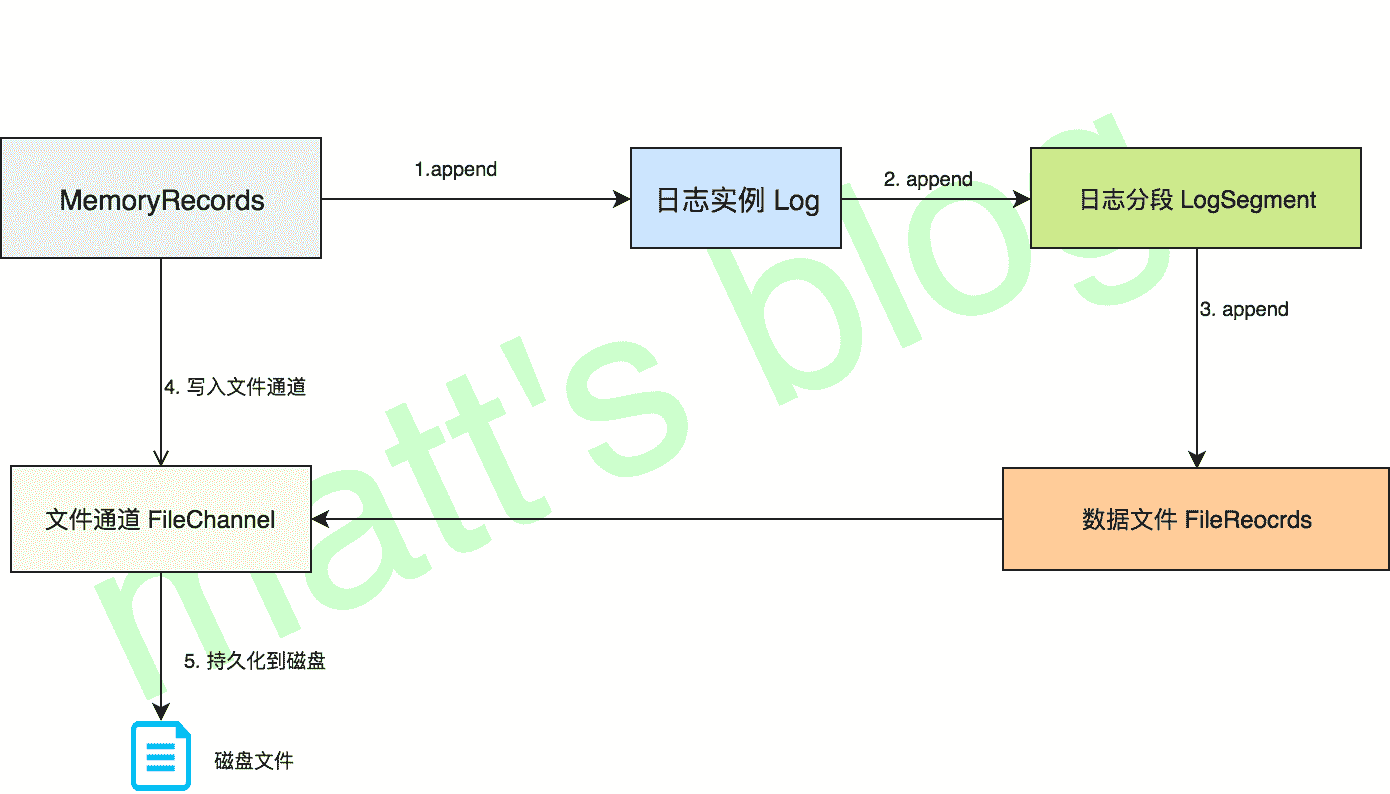 MemoryRecords
1.append
日志实例 Log
2. append
日志分段 LogSegment
3. append
4. 写入文件通道
文件通道 FileChannel
数据文件 FileReocrds
5. 持久化到磁盘
磁盘文件
matt's blog